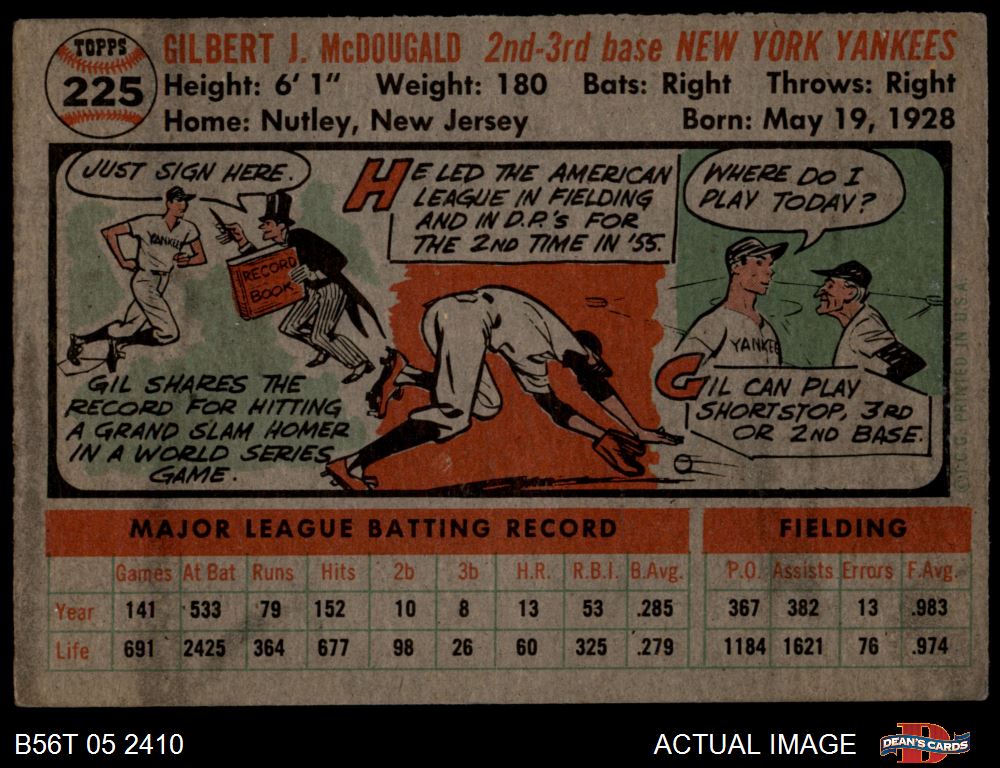 TOPPS
225
GILBERT J. McDOUGALD 2nd-3rd base NEW YORK YANKEES
Height: 6' 1" Weight: 180 Bats: Right Throws: Right
Home: Nutley, New Jersey Born: May 19, 1928
JUST SIGN HERE.
YANKEE
RECORD
BOOK
GIL SHARES THE
RECORD FOR HITTING
A GRAND SLAM HOMER
IN A WORLD SERIES
GAME.
HE LED THE AMERICAN
LEAGUE IN FIELDING
AND IN D.P.'s FOR
THE 2ND TIME IN '55.
WHERE DO I
PLAY TODAY?
YANKEE
GIL CAN PLAY
SHORTSTOP, 3RD
OR 2ND BASE.
©T.C.G. PRINTED IN U.S.A.
MAJOR LEAGUE BATTING RECORD FIELDING
Games At Bat Runs Hits 2b 3b H.R. R.B.I. B.Avg. P.O. Assists Errors F.Avg.
Year 141 533 79 152 10 8 13 53 .285 367 382 13 .983
Life 691 2425 364 677 98 26 60 325 .279 1184 1621 76 .974
B56T 05 2410 ACTUAL IMAGE
DEAN'S CARDS